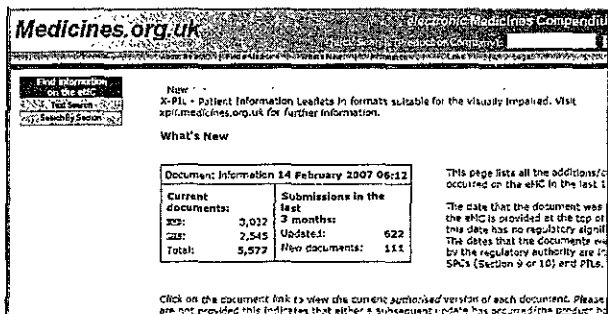 Medicines.org.uk
electronic Medicines Compendiu
Find information
on the eMC
Text Search
Search By Section
New
X-PIL - Patient Information Leaflets in formats suitable for the visually impaired. Visit
xpil.medicines.org.uk for further information.
What's New
Document Information 14 February 2007 06:12
Current
documents:
3,032
2,545
Total: 5,577
Submissions in the
last
3 months:
Updated: 622
New documents: 111
This page lists all the additions/c
occurred on the eMC in the last 1
The date that the document was
the eMC is provided at the top of
this date has no regulatory signif
The dates that the documents we
by the regulatory authority are in
SPCs (Section 9 or 10) and PILs.
Click on the document link to view the current authorised version of each document. Please
are not provided this indicates that either a subsequent update has occurred/the product ha